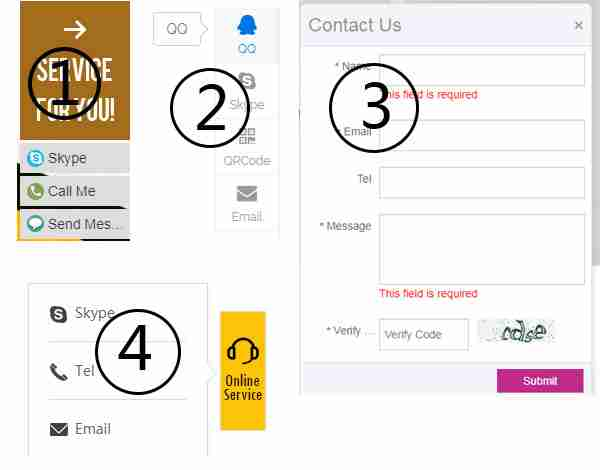 SERVICE
FOR YOU!
1
Skype
Call Me
Send Mes...
QQ
QQ
2
Skype
QRCode
Email
Contact Us
×
* Name
This field is required
3
* Email
Tel
* Message
This field is required
* Verify ...
Verify Code
Submit
Skype
4
Tel
Email
Online
Service